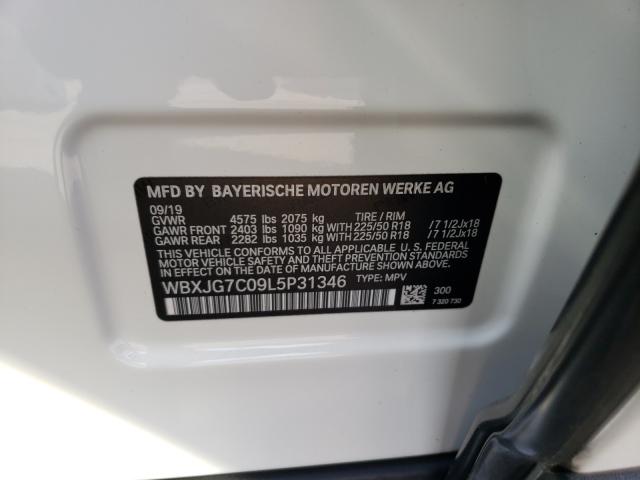 MFD BY BAYERISCHE MOTOREN WERKE AG
09/19
GVWR 4575 lbs 2075 kg TIRE / RIM
GAWR FRONT 2403 lbs 1090 kg WITH 225/50 R18 / 7 1/2Jx18
GAWR REAR 2282 lbs 1035 kg WITH 225/50 R18 / 7 1/2Jx18
THIS VEHICLE CONFORMS TO ALL APPLICABLE U.S. FEDERAL
MOTOR VEHICLE SAFETY, BUMPER, AND THEFT PREVENTION
STANDARDS IN EFFECT ON THE DATE OF MANUFACTURE SHOWN ABOVE.
WBXJG7C09L5P31346 TYPE: MPV
300
7 320 730